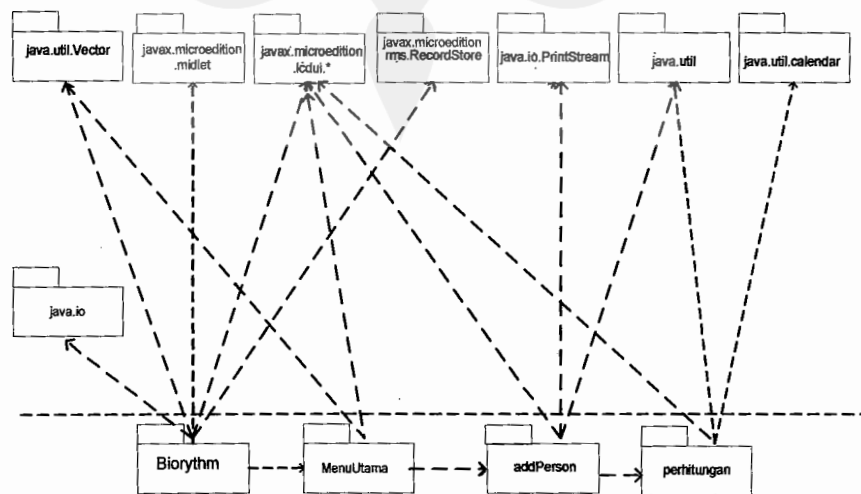 java.util.Vector
javax.microedition
.midlet
javax.microedition
.lcdui.*
javax.microedition
rms.RecordStore
java.io.PrintStream
java.util
java.util.calendar
java.io
Biorythm
MenuUtama
addPerson
perhitungan